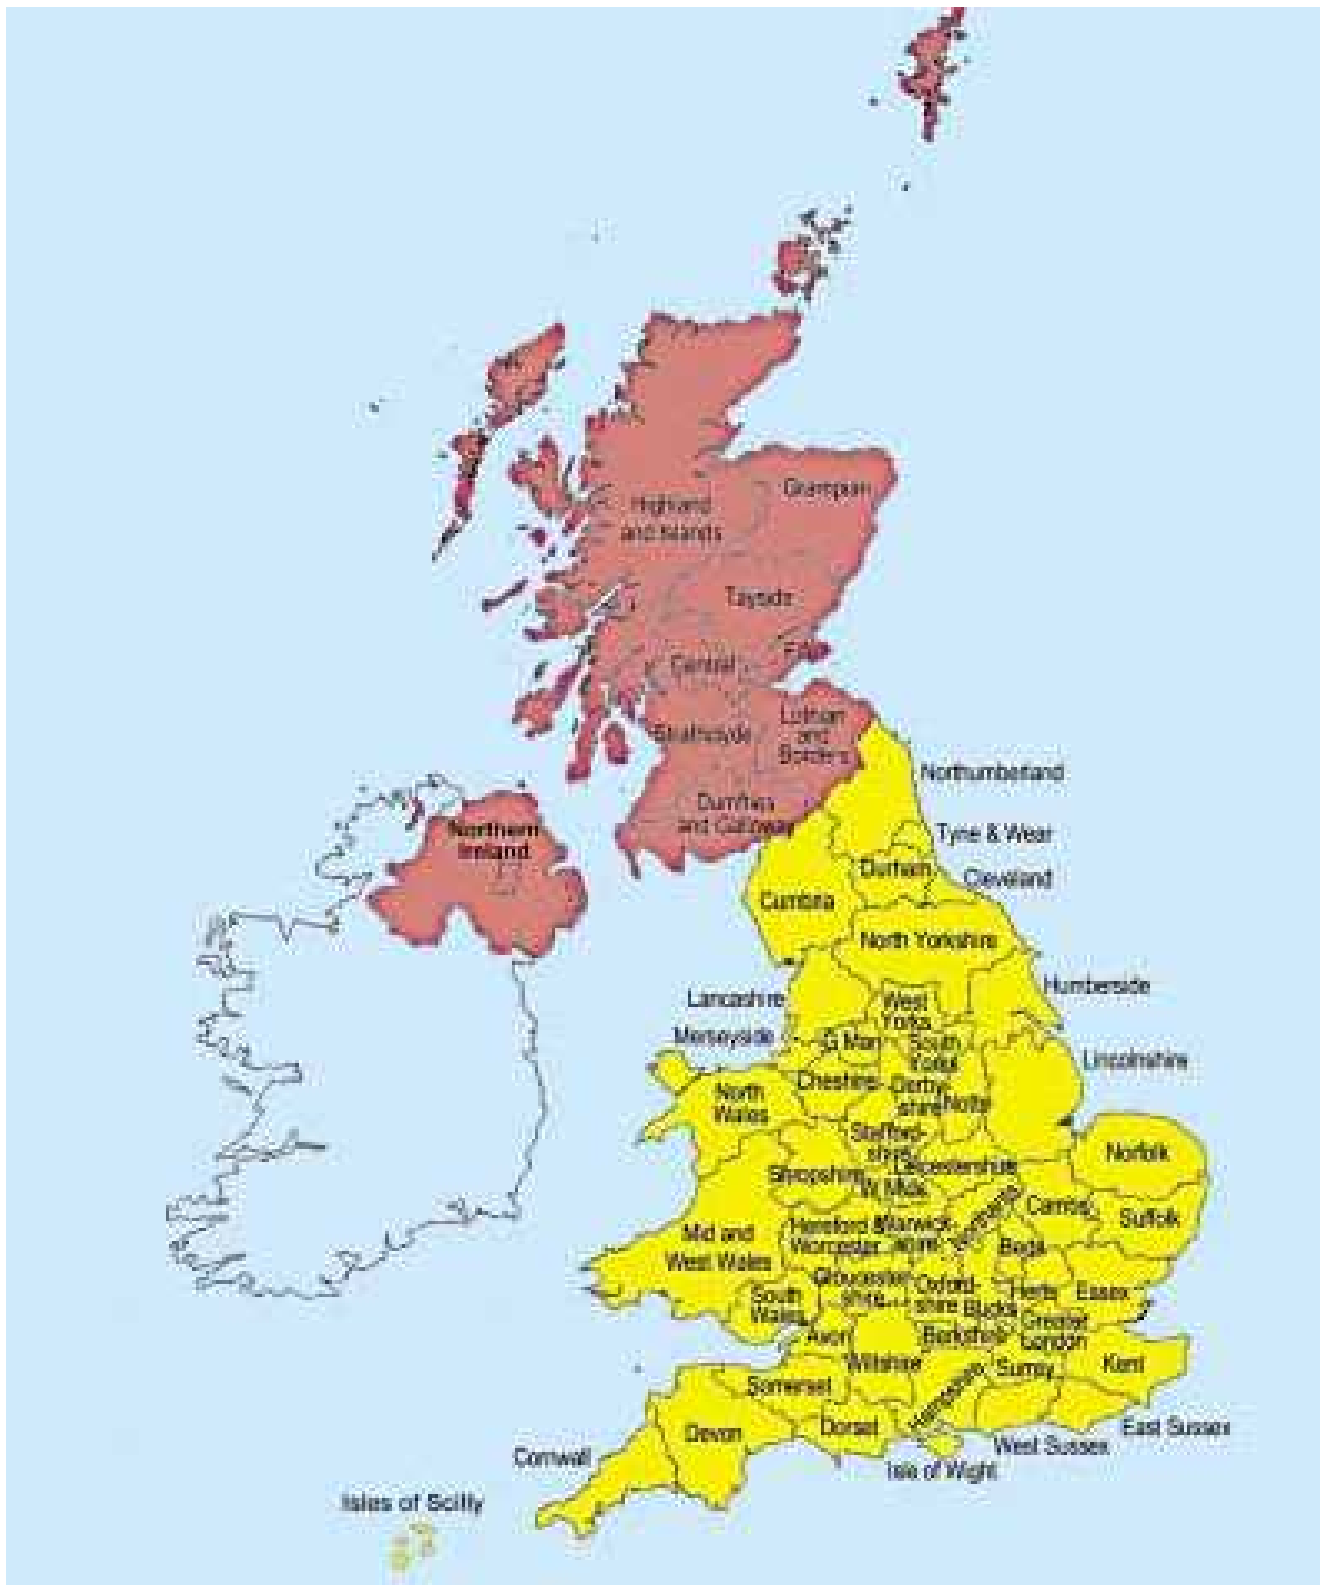 Grampian
Highland
and Islands
Tayside
Central
Lothian
and
Borders
Strathclyde
Dumfries
and Galloway
Northern
Ireland
Northumberland
Tyne & Wear
Durham
Cleveland
Cumbria
North Yorkshire
Humberside
Lancashire
West
Yorks
Merseyside
G Man
South
Yorks
Lincolnshire
Cheshire
Derby-
shire
Notts
North
Wales
Stafford-
shire
Norfolk
Leicestershire
Shropshire
W. Mids
Cambs
Suffolk
Mid and
West Wales
Hereford &
Worcester
Warwick-
shire
Beds
Gloucester-
shire
Oxford-
shire
Bucks
Herts
Essex
South
Wales
Greater
London
Avon
Berkshire
Wiltshire
Hampshire
Surrey
Kent
Somerset
Devon
Dorset
East Sussex
West Sussex
Isle of Wight
Cornwall
Isles of Scilly